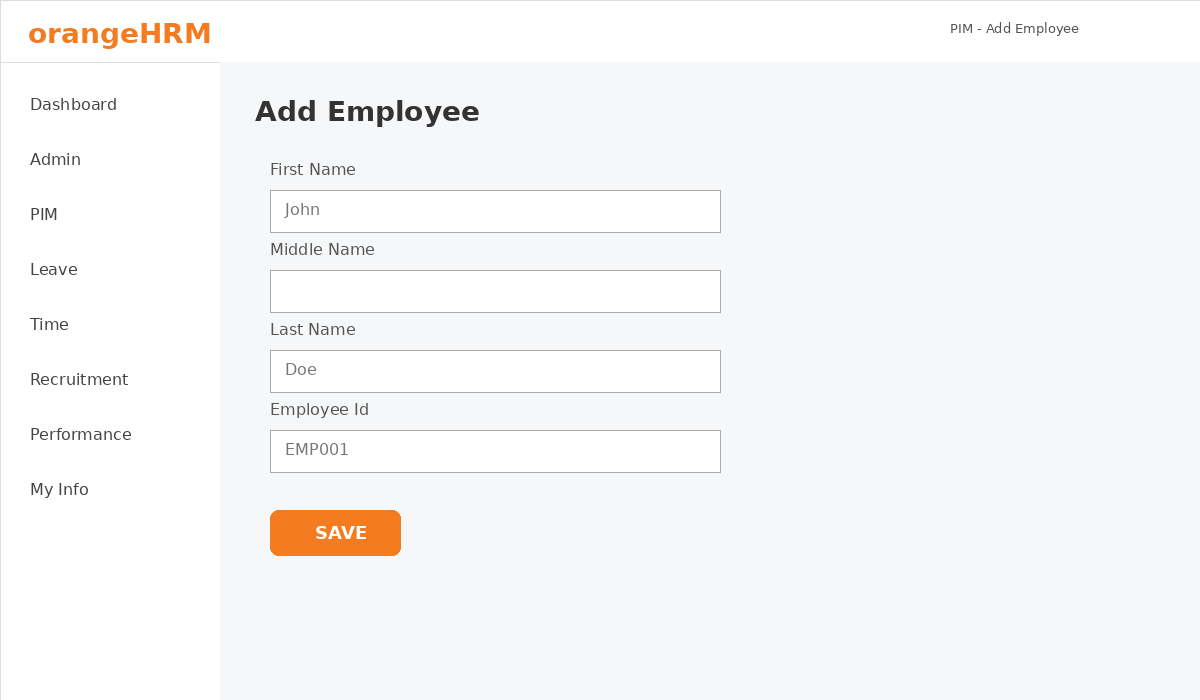 orangeHRM
PIM - Add Employee
Dashboard
Admin
PIM
Leave
Time
Recruitment
Performance
My Info
Add Employee
First Name
John
Middle Name
Last Name
Doe
Employee Id
EMP001
SAVE